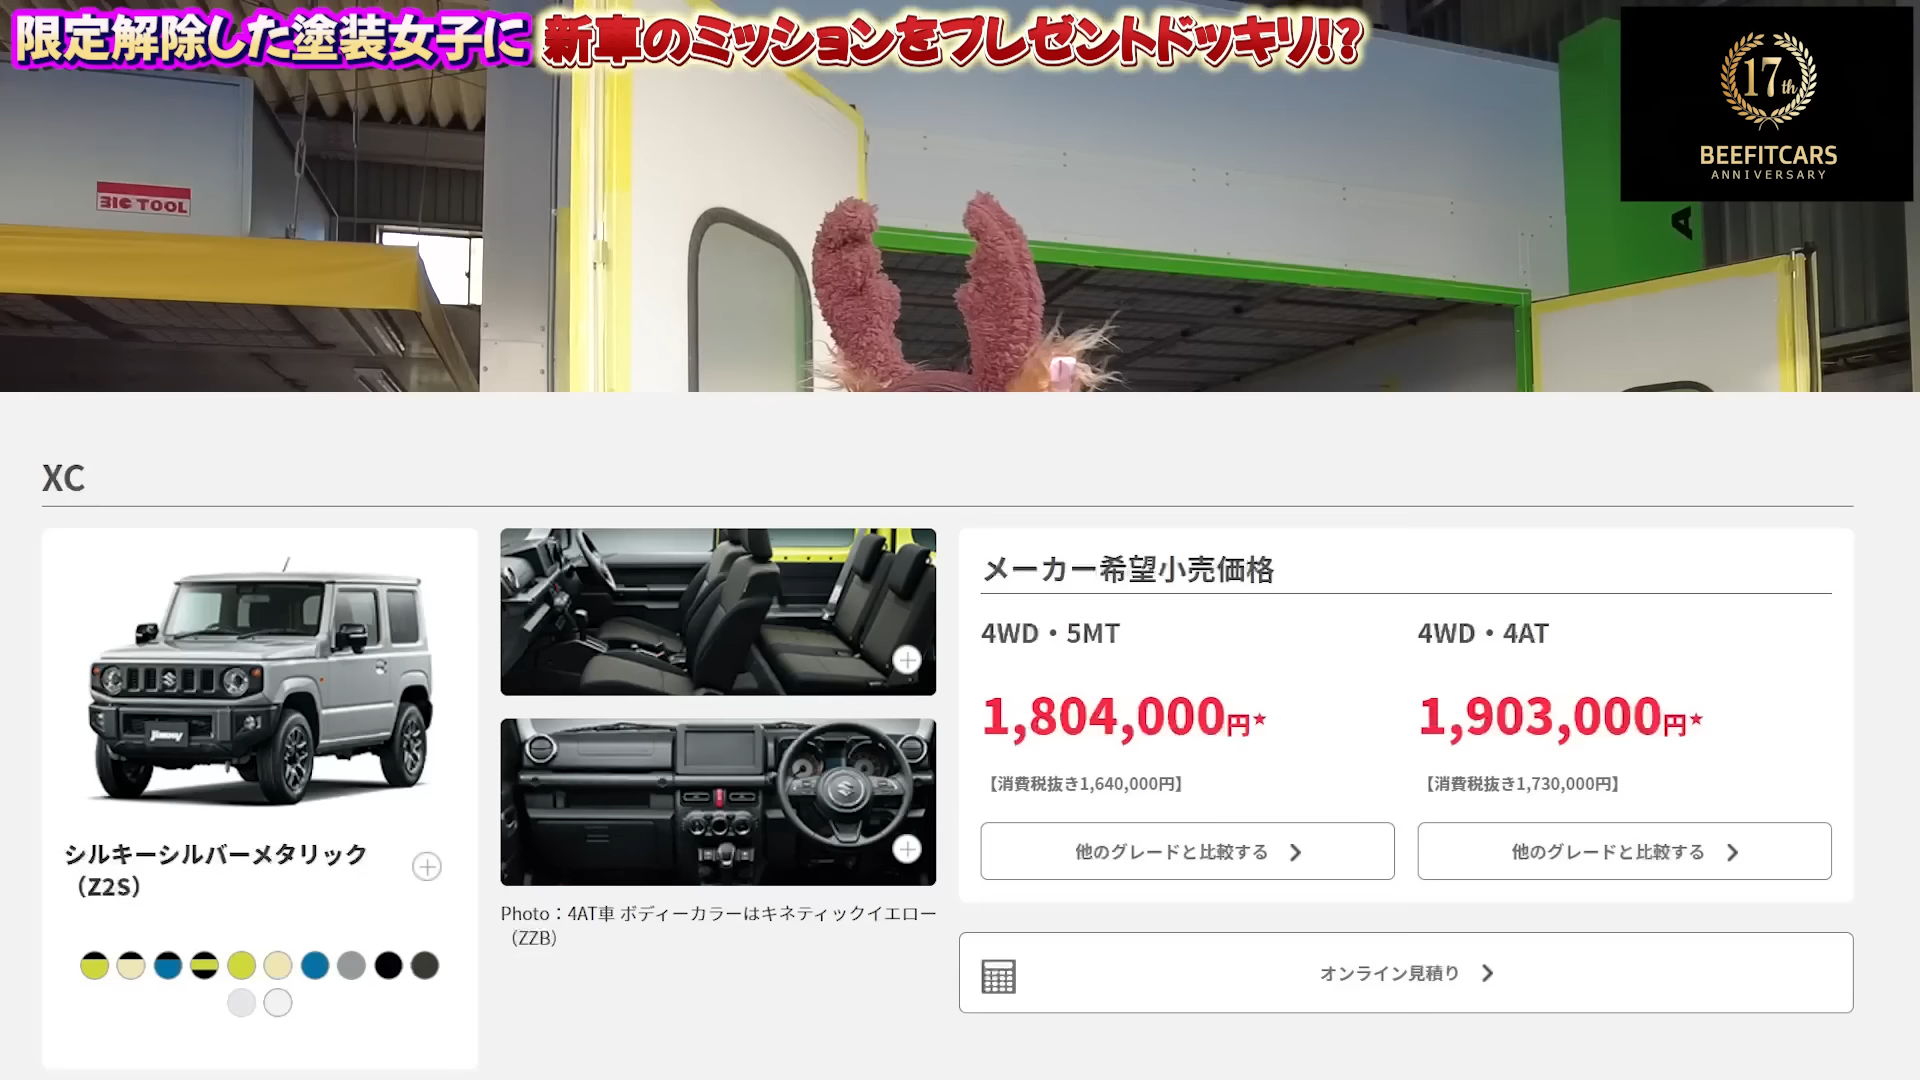 限定解除した塗装女子に 新車のミッションをプレゼントドッキリ!?
17th
BEEFITCARS
ANNIVERSARY
BIG TOOL
A
XC
メーカー希望小売価格
4WD・5MT
4WD・4AT
1,804,000円★
1,903,000円★
【消費税抜き1,640,000円】
【消費税抜き1,730,000円】
他のグレードと比較する
他のグレードと比較する
オンライン見積り
Jimny
シルキーシルバーメタリック
（Z2S）
Photo：4AT車 ボディーカラーはキネティックイエロー
（ZZB）